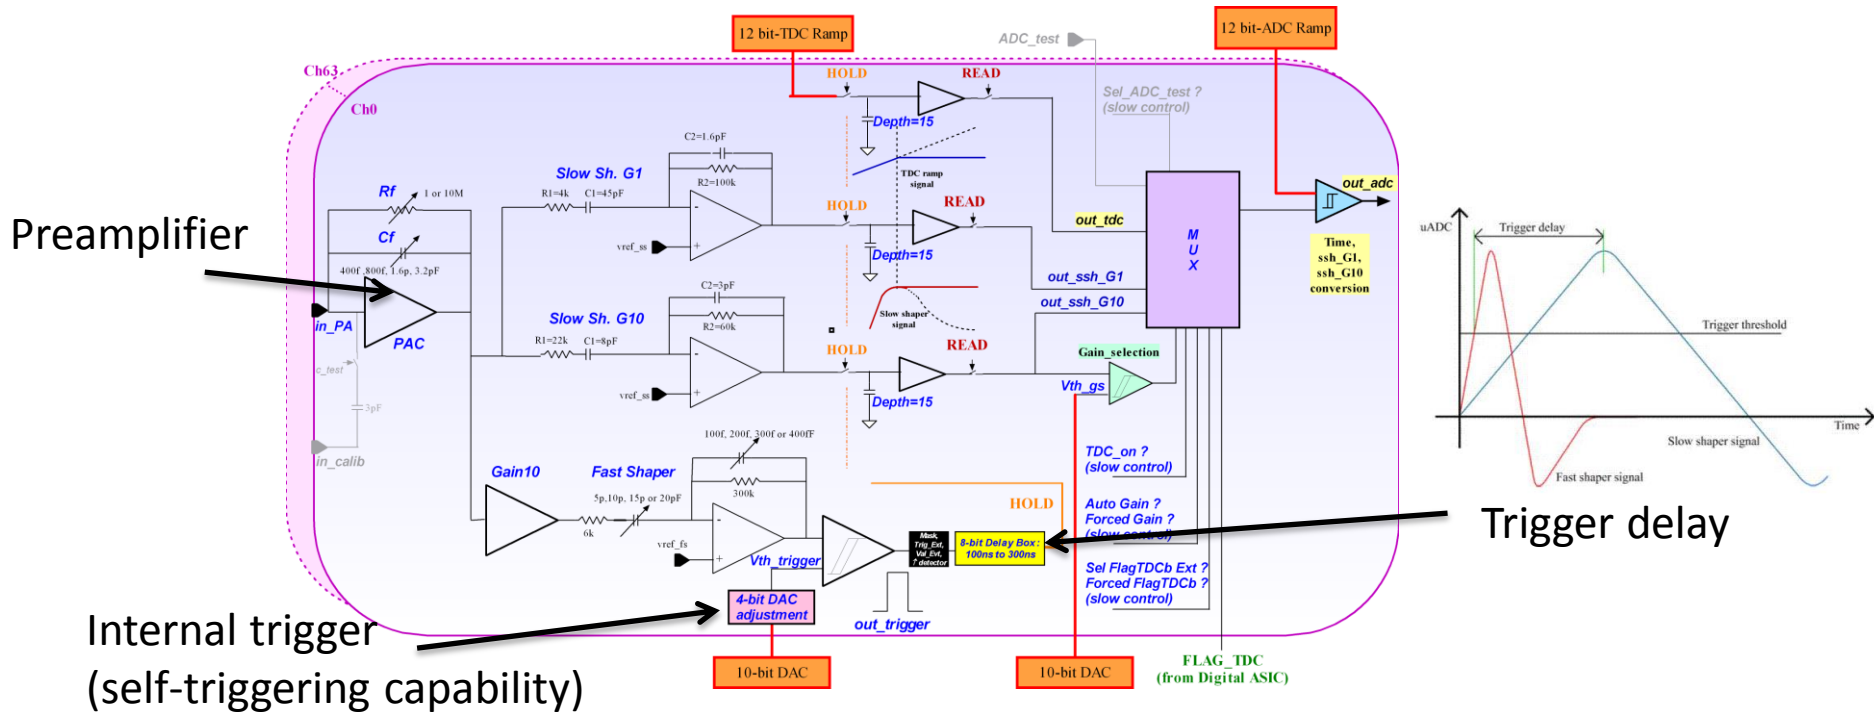 12 bit-TDC Ramp
12 bit-ADC Ramp
ADC_test
Ch63
Ch0
HOLD
READ
Sel_ADC_test ?
(slow control)
Depth=15
C2=1.6pF
R2=100k
Slow Sh. G1
R1=4k
C1=45pF
vref_ss
TDC ramp
signal
Rf
1 or 10M
Cf
400f ,800f, 1.6p, 3.2pF
Preamplifier
in_PA
PAC
c_test
3pF
in_calib
HOLD
READ
Depth=15
out_tdc
out_ssh_G1
out_ssh_G10
M
U
X
out_adc
Time,
ssh_G1,
ssh_G10
conversion
C2=3pF
R2=60k
Slow Sh. G10
R1=22k
C1=8pF
vref_ss
Slow shaper
signal
HOLD
READ
Depth=15
Gain_selection
Vth_gs
uADC
Trigger delay
Trigger threshold
Time
Slow shaper signal
Fast shaper signal
Gain10
Fast Shaper
100f, 200f, 300f or 400fF
300k
5p,10p, 15p or 20pF
6k
vref_fs
Vth_trigger
HOLD
Mask,
Trig_Ext,
Val_Evt,
↑ detector
8-bit Delay Box :
100ns to 300ns
TDC_on ?
(slow control)
Auto Gain ?
Forced Gain ?
(slow control)
Sel FlagTDCb Ext ?
Forced FlagTDCb ?
(slow control)
Trigger delay
4-bit DAC
adjustment
out_trigger
Internal trigger
(self-triggering capability)
10-bit DAC
10-bit DAC
FLAG_TDC
(from Digital ASIC)